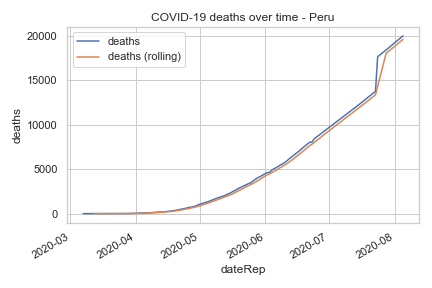 COVID-19 deaths over time - Peru
deaths
deaths (rolling)
20000
15000
10000
5000
0
deaths
2020-03
2020-04
2020-05
2020-06
2020-07
2020-08
dateRep